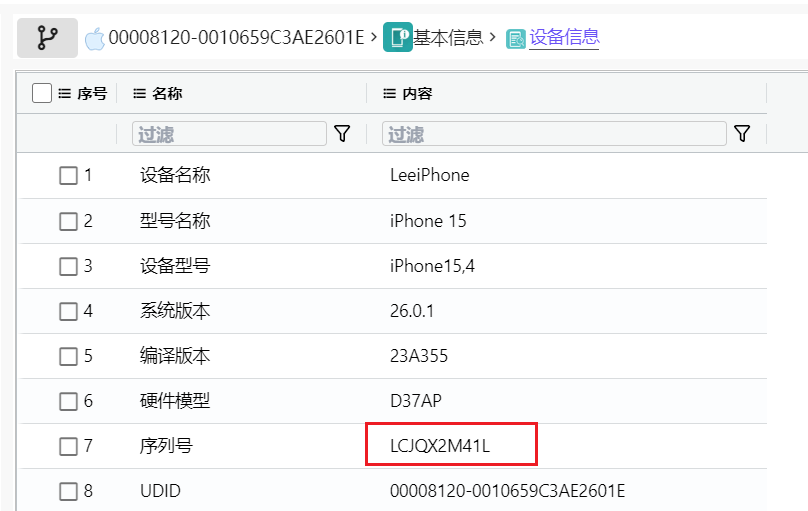 00008120-0010659C3AE2601E > 基本信息 > 设备信息
序号 名称 内容
过滤 过滤
1 设备名称 LeeiPhone
2 型号名称 iPhone 15
3 设备型号 iPhone15,4
4 系统版本 26.0.1
5 编译版本 23A355
6 硬件模型 D37AP
7 序列号 LCJQX2M41L
8 UDID 00008120-0010659C3AE2601E